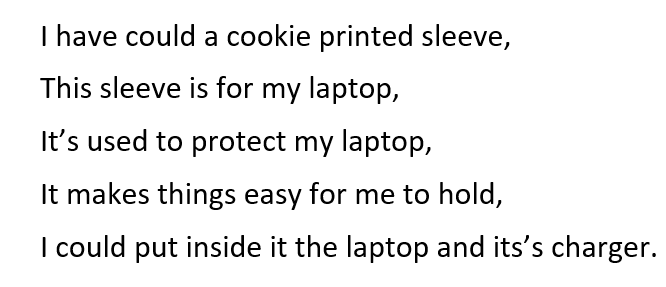 I have could a cookie printed sleeve,
This sleeve is for my laptop,
It’s used to protect my laptop,
It makes things easy for me to hold,
I could put inside it the laptop and its’s charger.